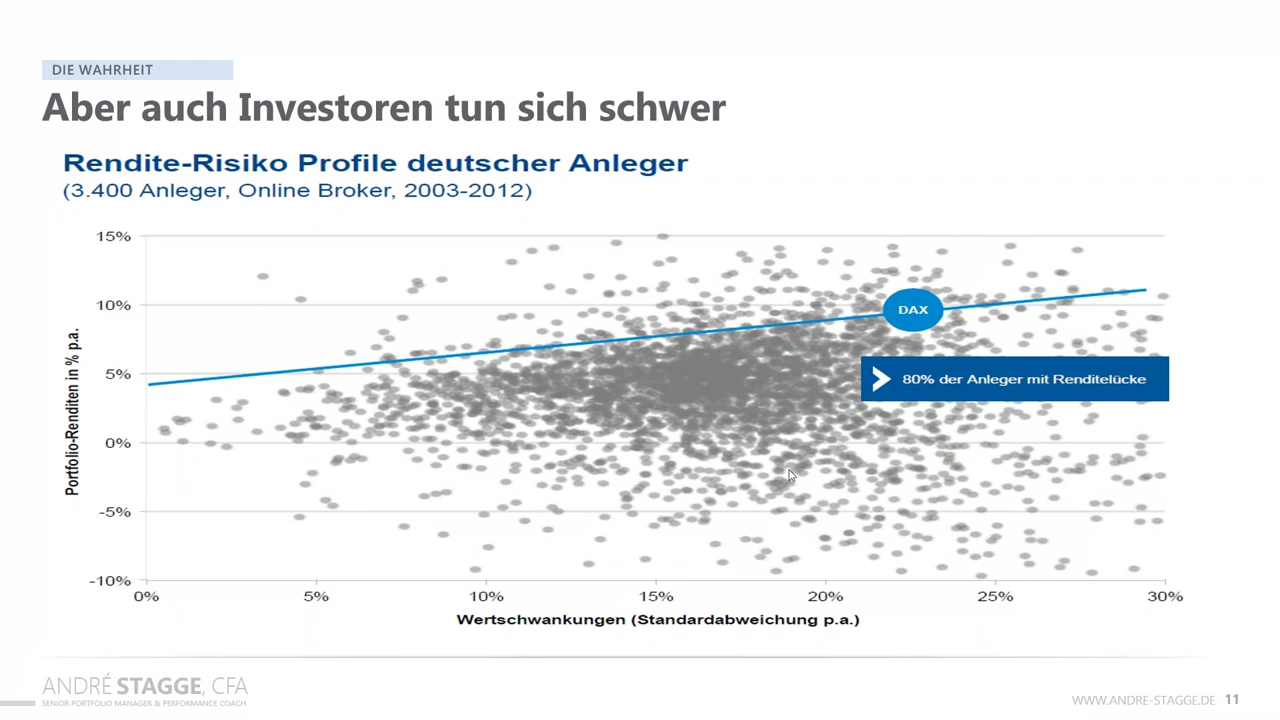 DIE WAHRHEIT
Aber auch Investoren tun sich schwer
Rendite-Risiko Profile deutscher Anleger
(3.400 Anleger, Online Broker, 2003-2012)
Portfolio-Renditen in % p.a.
15%
10%
5%
0%
-5%
-10%
DAX
80% der Anleger mit Renditelücke
0% 5% 10% 15% 20% 25% 30%
Wertschwankungen (Standardabweichung p.a.)
ANDRÉ STAGGE, CFA
SENIOR PORTFOLIO MANAGER & PERFORMANCE COACH
WWW.ANDRE-STAGGE.DE 11